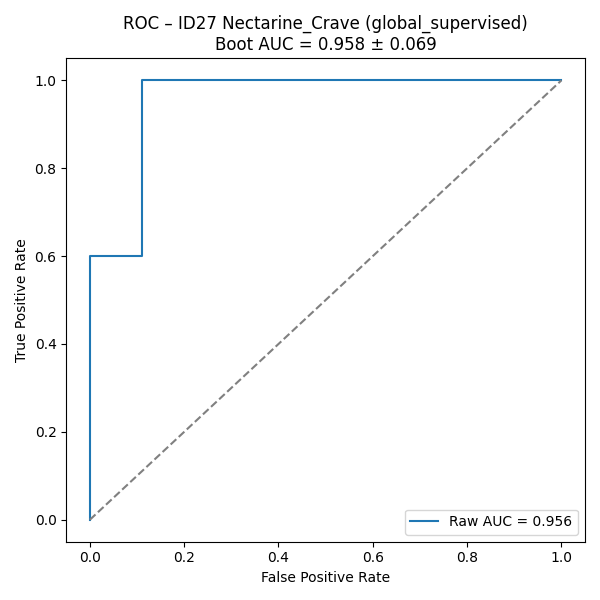 ROC – ID27 Nectarine_Crave (global_supervised)
Boot AUC = 0.958 ± 0.069
True Positive Rate
1.0
0.8
0.6
0.4
0.2
0.0
0.0 0.2 0.4 0.6 0.8 1.0
False Positive Rate
Raw AUC = 0.956